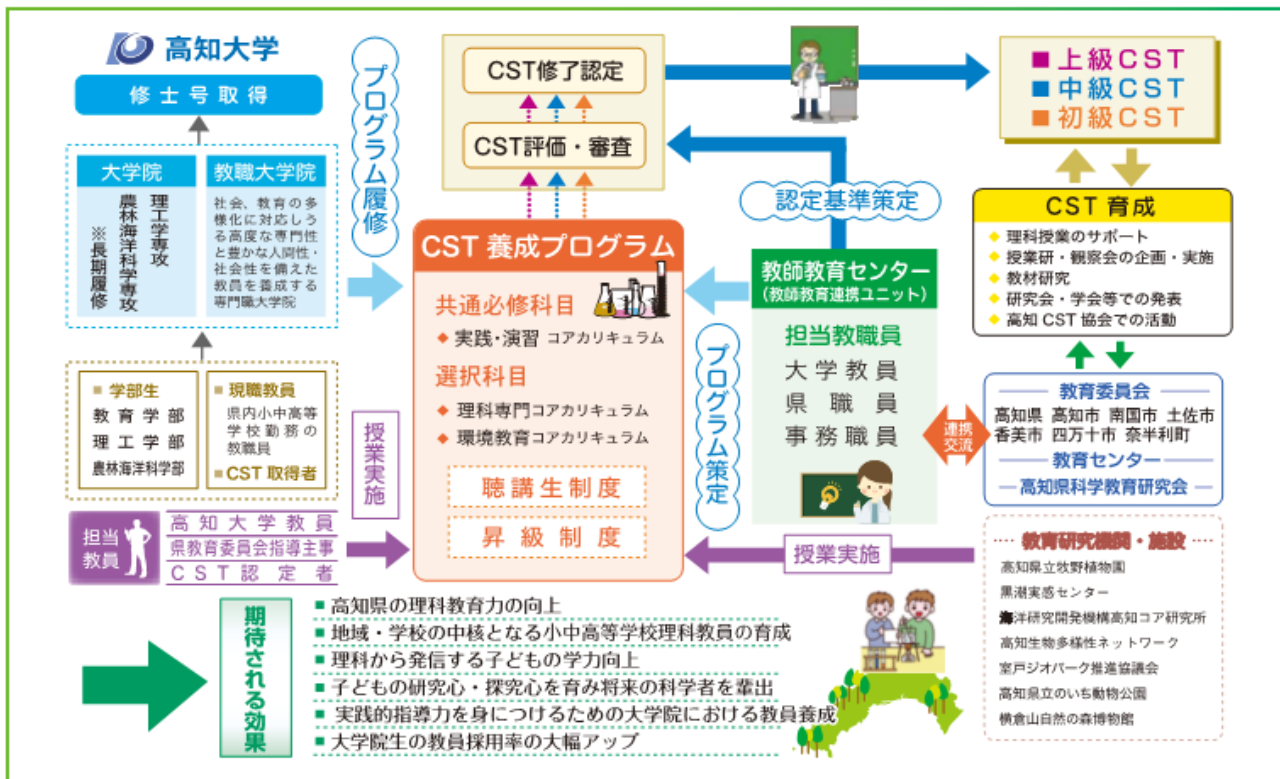 高知大学
修士号取得
大学院
理工学専攻
農林海洋科学専攻
※長期履修
教職大学院
社会、教育の多
様化に対応しう
る高度な専門性
と豊かな人間性・
社会性を備えた
教員を養成する
専門職大学院
■ 学部生
教育学部
理工学部
農林海洋科学部
■ 現職教員
県内小中高等
学校勤務の
教職員
■ CST 取得者
担当
教員
高知大学教員
県教育委員会指導主事
CST認定者
プログラム履修
授業実施
CST修了認定
CST評価・審査
CST 養成プログラム
共通必修科目
◆ 実践・演習 コアカリキュラム
選択科目
◆ 理科専門コアカリキュラム
◆ 環境教育コアカリキュラム
聴講生制度
昇級制度
認定基準策定
プログラム策定
教師教育センター
(教師教育連携ユニット)
担当教職員
大学教員
県職員
事務職員
連携
交流
授業実施
■ 上級CST
■ 中級CST
■ 初級CST
CST 育成
◆ 理科授業のサポート
◆ 授業研・観察会の企画・実施
◆ 教材研究
◆ 研究会・学会等での発表
◆ 高知 CST 協会での活動
教育委員会
高知県 高知市 南国市 土佐市
香美市 四万十市 奈半利町
教育センター
高知県科学教育研究会
教育研究機関・施設
高知県立牧野植物園
黒潮実感センター
海洋研究開発機構高知コア研究所
高知生物多様性ネットワーク
室戸ジオパーク推進協議会
高知県立のいち動物公園
横倉山自然の森博物館
期待される効果
■ 高知県の理科教育力の向上
■ 地域・学校の中核となる小中高等学校理科教員の育成
■ 理科から発信する子どもの学力向上
■ 子どもの研究心・探究心を育み将来の科学者を輩出
■ 実践的指導力を身につけるための大学院における教員養成
■ 大学院生の教員採用率の大幅アップ